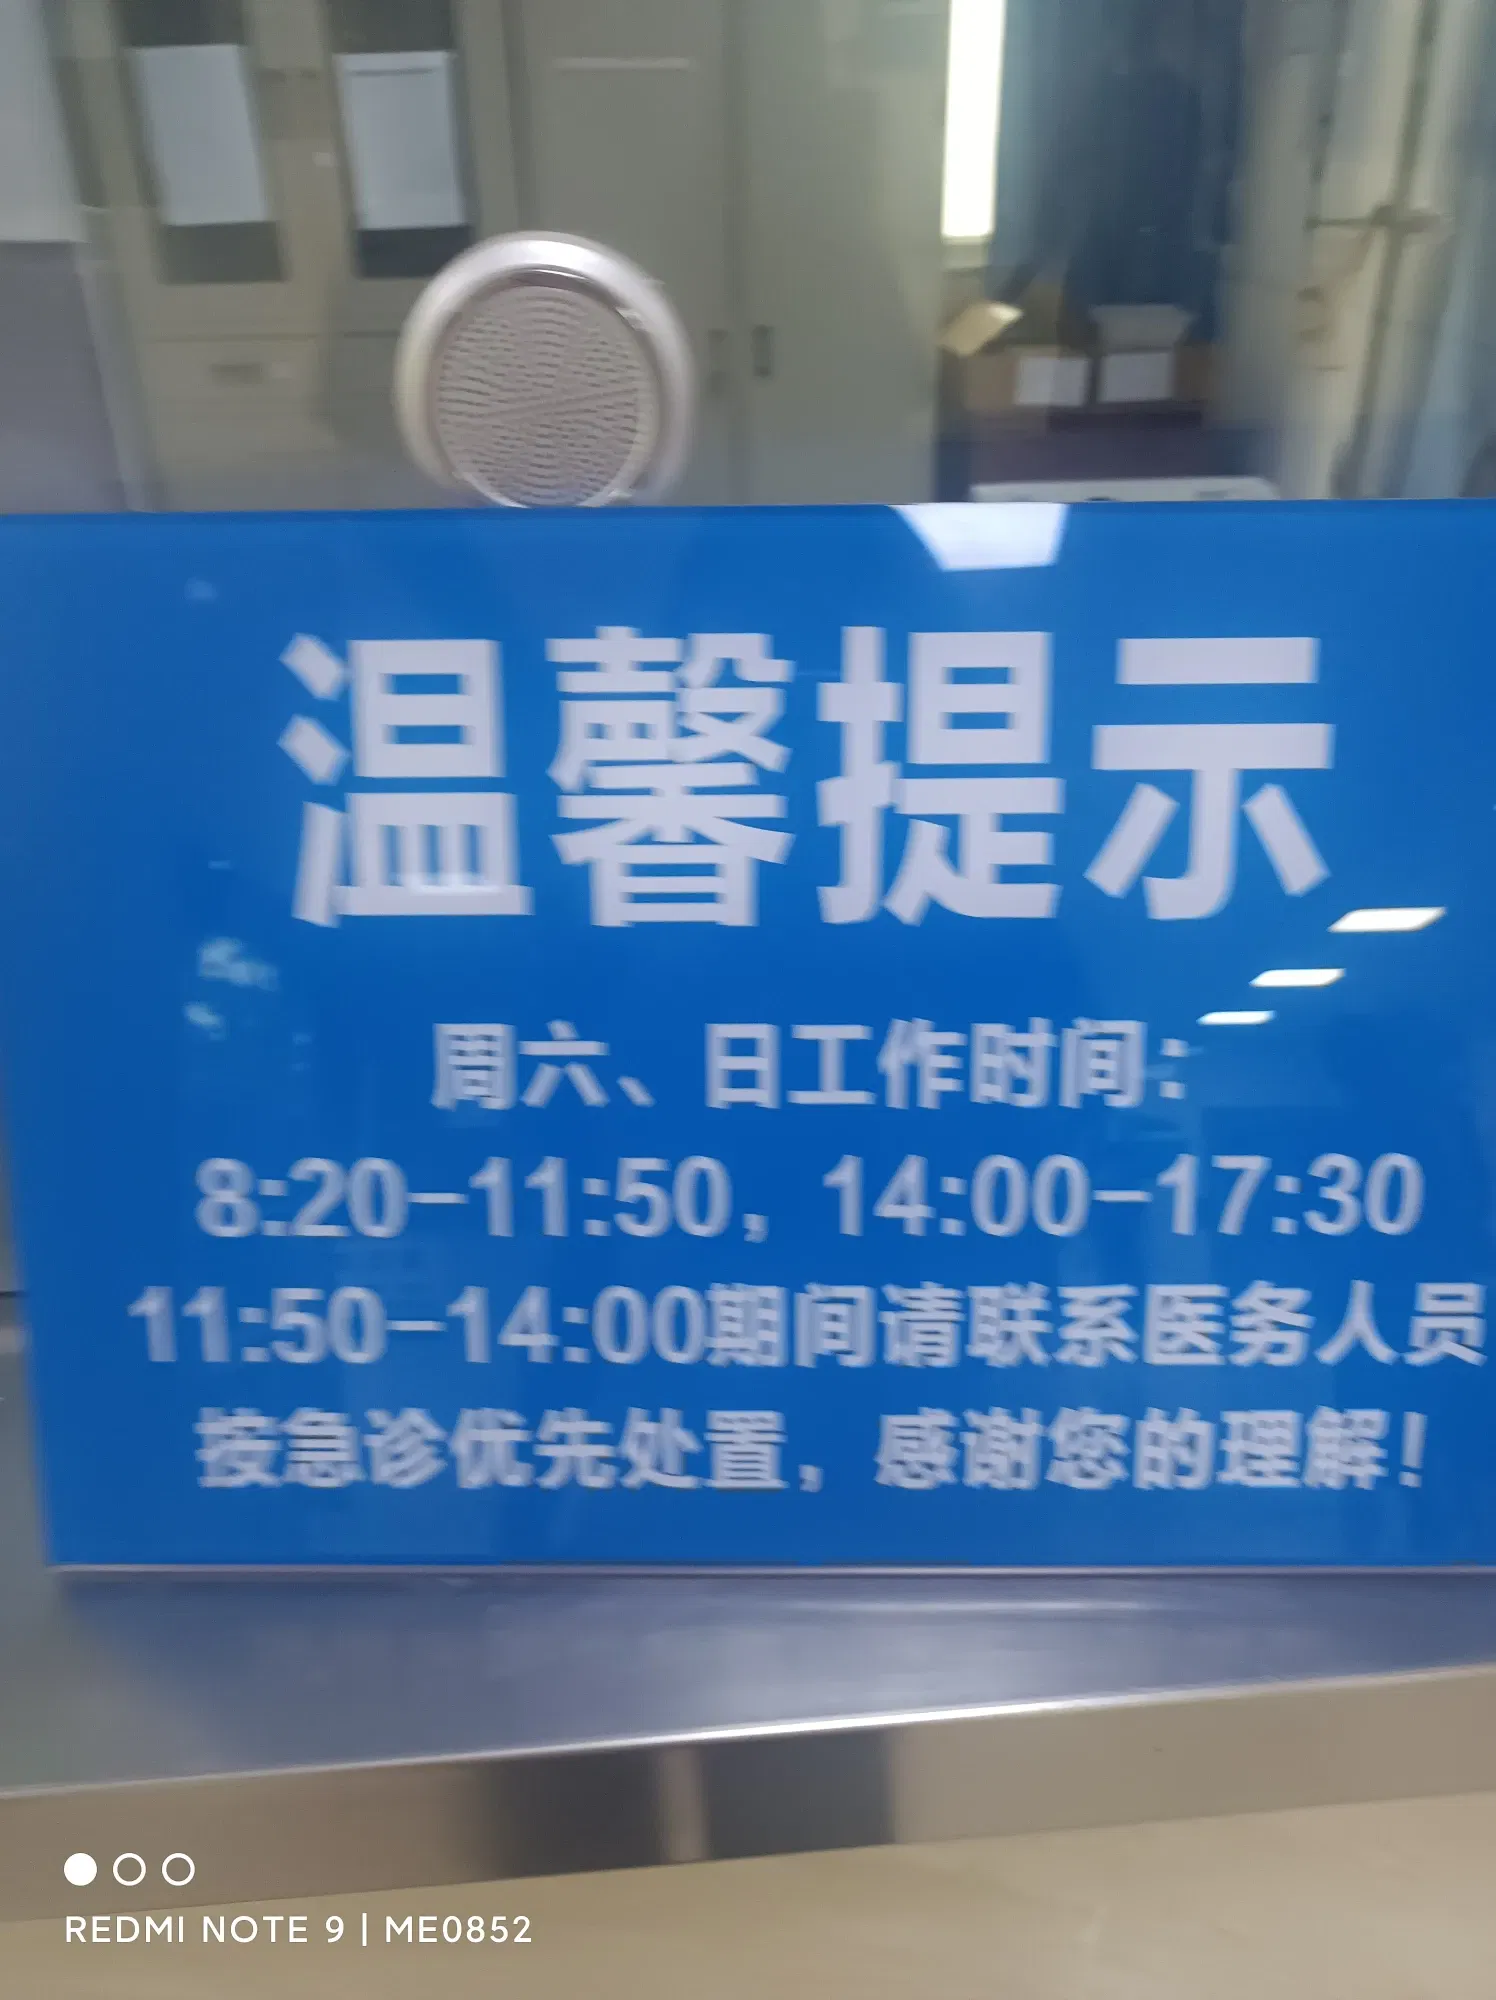 温馨提示
周六、日工作时间：
8:20-11:50，14:00-17:30
11:50-14:00期间请联系医务人员
按急诊优先处置，感谢您的理解！
REDMI NOTE 9 | ME0852